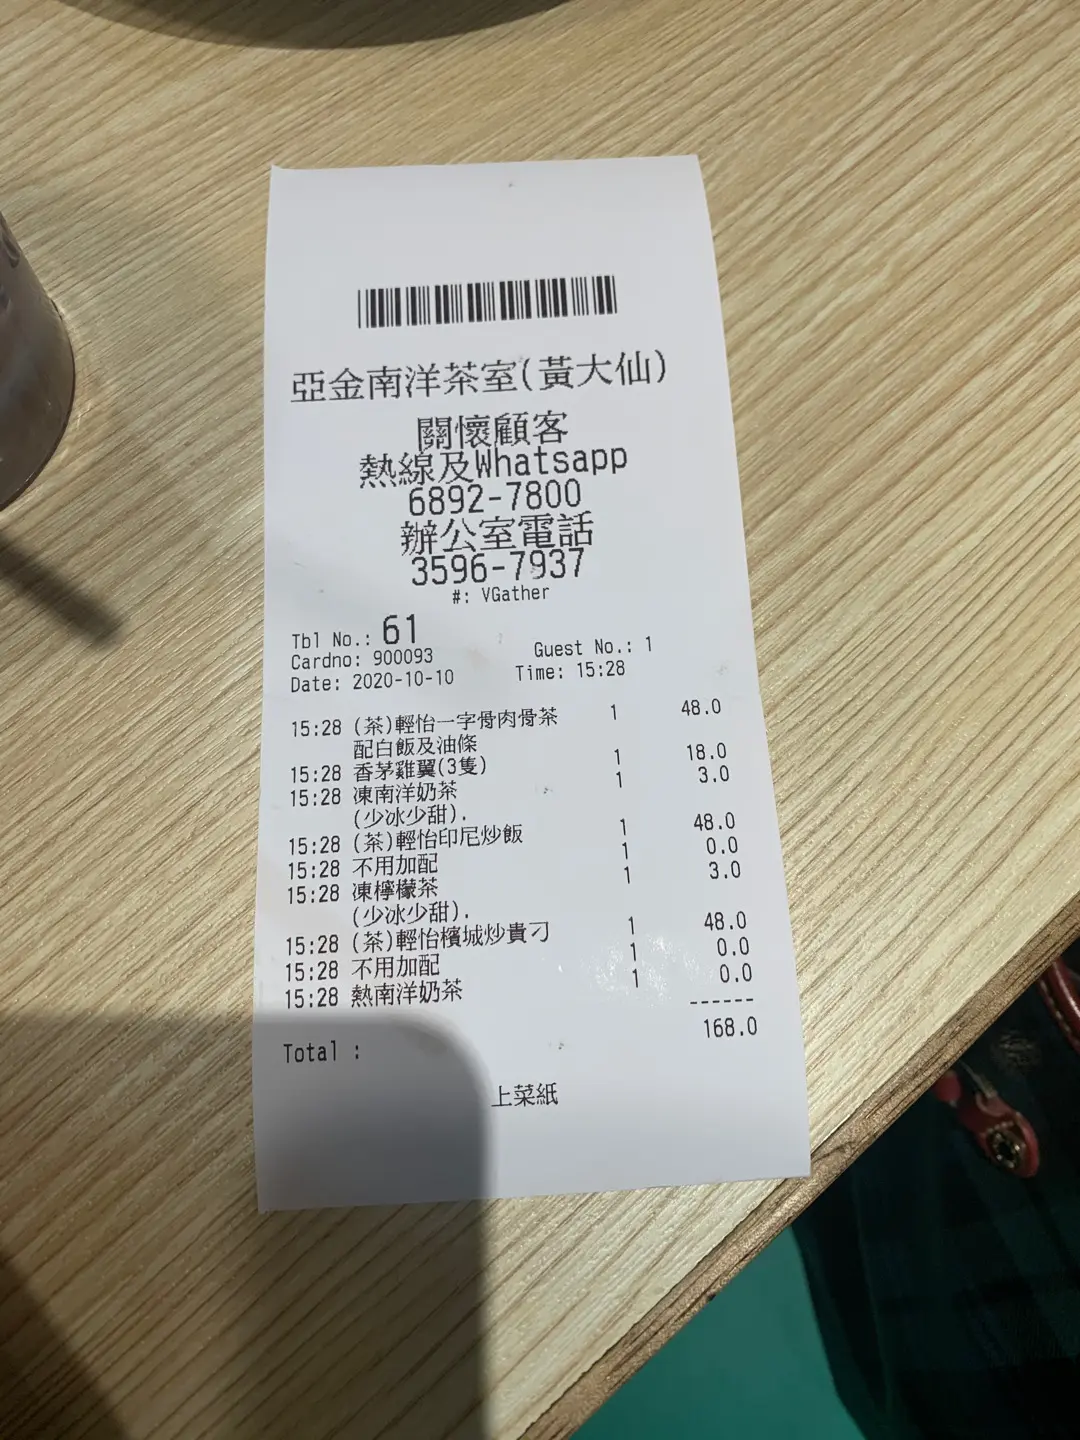 亞金南洋茶室(黃大仙)
關懷顧客
熱線及Whatsapp
6892-7800
辦公室電話
3596-7937
#: VGather
Tbl No.: 61
Cardno: 900093 Guest No.: 1
Date: 2020-10-10 Time: 15:28
15:28 (茶)輕怡一字骨肉骨茶 1 48.0
配白飯及油條
15:28 香茅雞翼(3隻) 1 18.0
15:28 凍南洋奶茶 1 3.0
(少冰少甜).
15:28 (茶)輕怡印尼炒飯 1 48.0
15:28 不用加配 1 0.0
15:28 凍檸檬茶 1 3.0
(少冰少甜).
15:28 (茶)輕怡檳城炒貴刁 1 48.0
15:28 不用加配 1 0.0
15:28 熱南洋奶茶 1 0.0
------
Total : 168.0
上菜紙